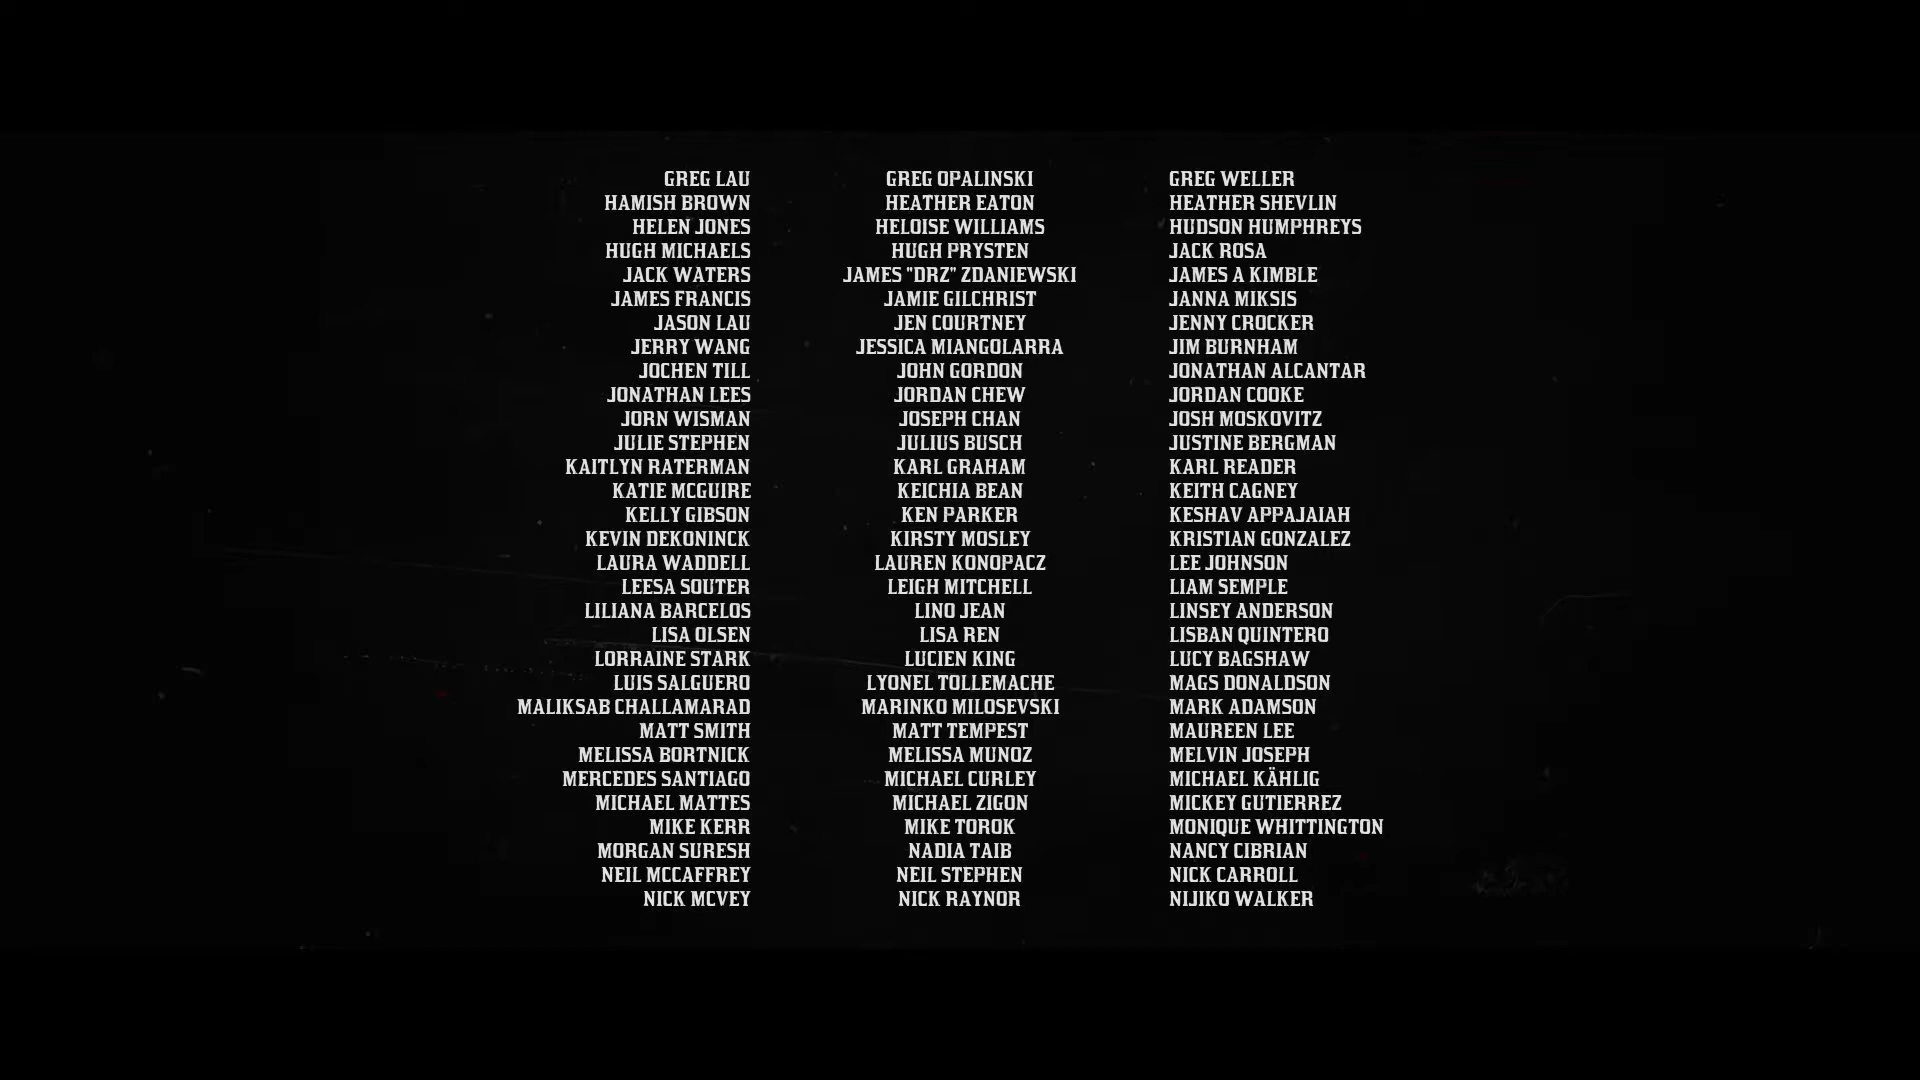 GREG LAU GREG OPALINSKI GREG WELLER
HAMISH BROWN HEATHER EATON HEATHER SHEVLIN
HELEN JONES HELOISE WILLIAMS HUDSON HUMPHREYS
HUGH MICHAELS HUGH PRYSTEN JACK ROSA
JACK WATERS JAMES "DRZ" ZDANIEWSKI JAMES A KIMBLE
JAMES FRANCIS JAMIE GILCHRIST JANNA MIKSIS
JASON LAU JEN COURTNEY JENNY CROCKER
JERRY WANG JESSICA MIANGOLARRA JIM BURNHAM
JOCHEN TILL JOHN GORDON JONATHAN ALCANTAR
JONATHAN LEES JORDAN CHEW JORDAN COOKE
JORN WISMAN JOSEPH CHAN JOSH MOSKOVITZ
JULIE STEPHEN JULIUS BUSCH JUSTINE BERGMAN
KAITLYN RATERMAN KARL GRAHAM KARL READER
KATIE MCGUIRE KEICHIA BEAN KEITH CAGNEY
KELLY GIBSON KEN PARKER KESHAV APPAJAIAH
KEVIN DEKONINCK KIRSTY MOSLEY KRISTIAN GONZALEZ
LAURA WADDELL LAUREN KONOPACZ LEE JOHNSON
LEESA SOUTER LEIGH MITCHELL LIAM SEMPLE
LILIANA BARCELOS LINO JEAN LINSEY ANDERSON
LISA OLSEN LISA REN LISBAN QUINTERO
LORRAINE STARK LUCIEN KING LUCY BAGSHAW
LUIS SALGUERO LYONEL TOLLEMACHE MAGS DONALDSON
MALIKSAB CHALLAMARAD MARINKO MILOSEVSKI MARK ADAMSON
MATT SMITH MATT TEMPEST MAUREEN LEE
MELISSA BORTNICK MELISSA MUNOZ MELVIN JOSEPH
MERCEDES SANTIAGO MICHAEL CURLEY MICHAEL KÄHLIG
MICHAEL MATTES MICHAEL ZIGON MICKEY GUTIERREZ
MIKE KERR MIKE TOROK MONIQUE WHITTINGTON
MORGAN SURESH NADIA TAIB NANCY CIBRIAN
NEIL MCCAFFREY NEIL STEPHEN NICK CARROLL
NICK MCVEY NICK RAYNOR NIJIKO WALKER